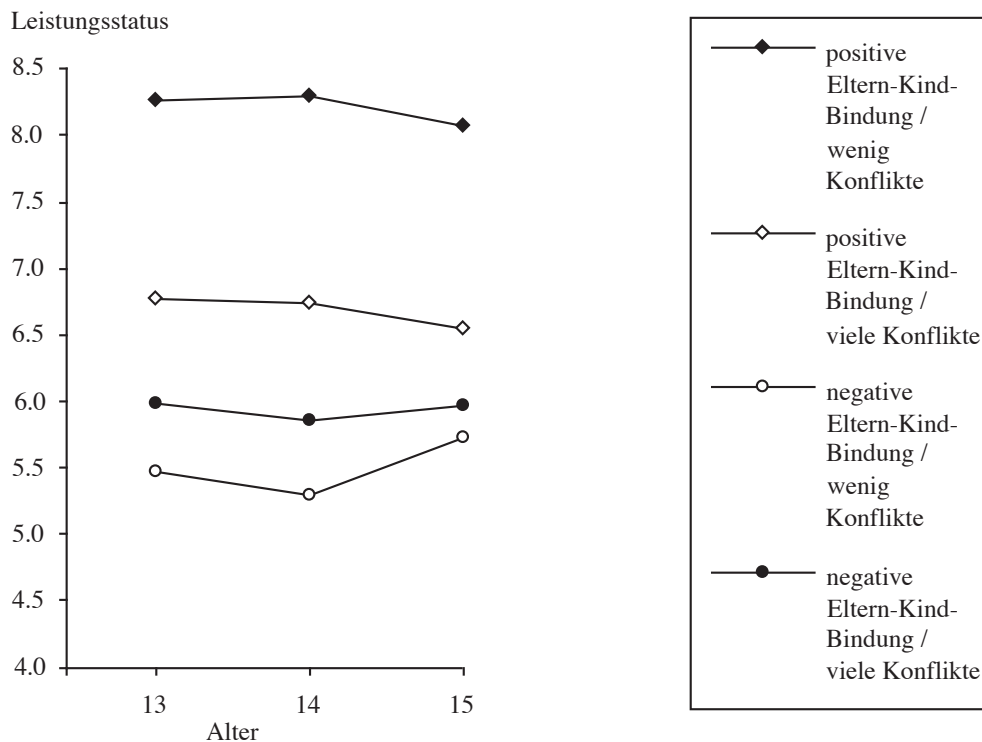 Leistungsstatus
8.5
8.0
7.5
7.0
6.5
6.0
5.5
5.0
4.5
4.0
13 14 15
Alter
positive
Eltern-Kind-
Bindung /
wenig
Konflikte
positive
Eltern-Kind-
Bindung /
viele Konflikte
negative
Eltern-Kind-
Bindung /
wenig
Konflikte
negative
Eltern-Kind-
Bindung /
viele Konflikte